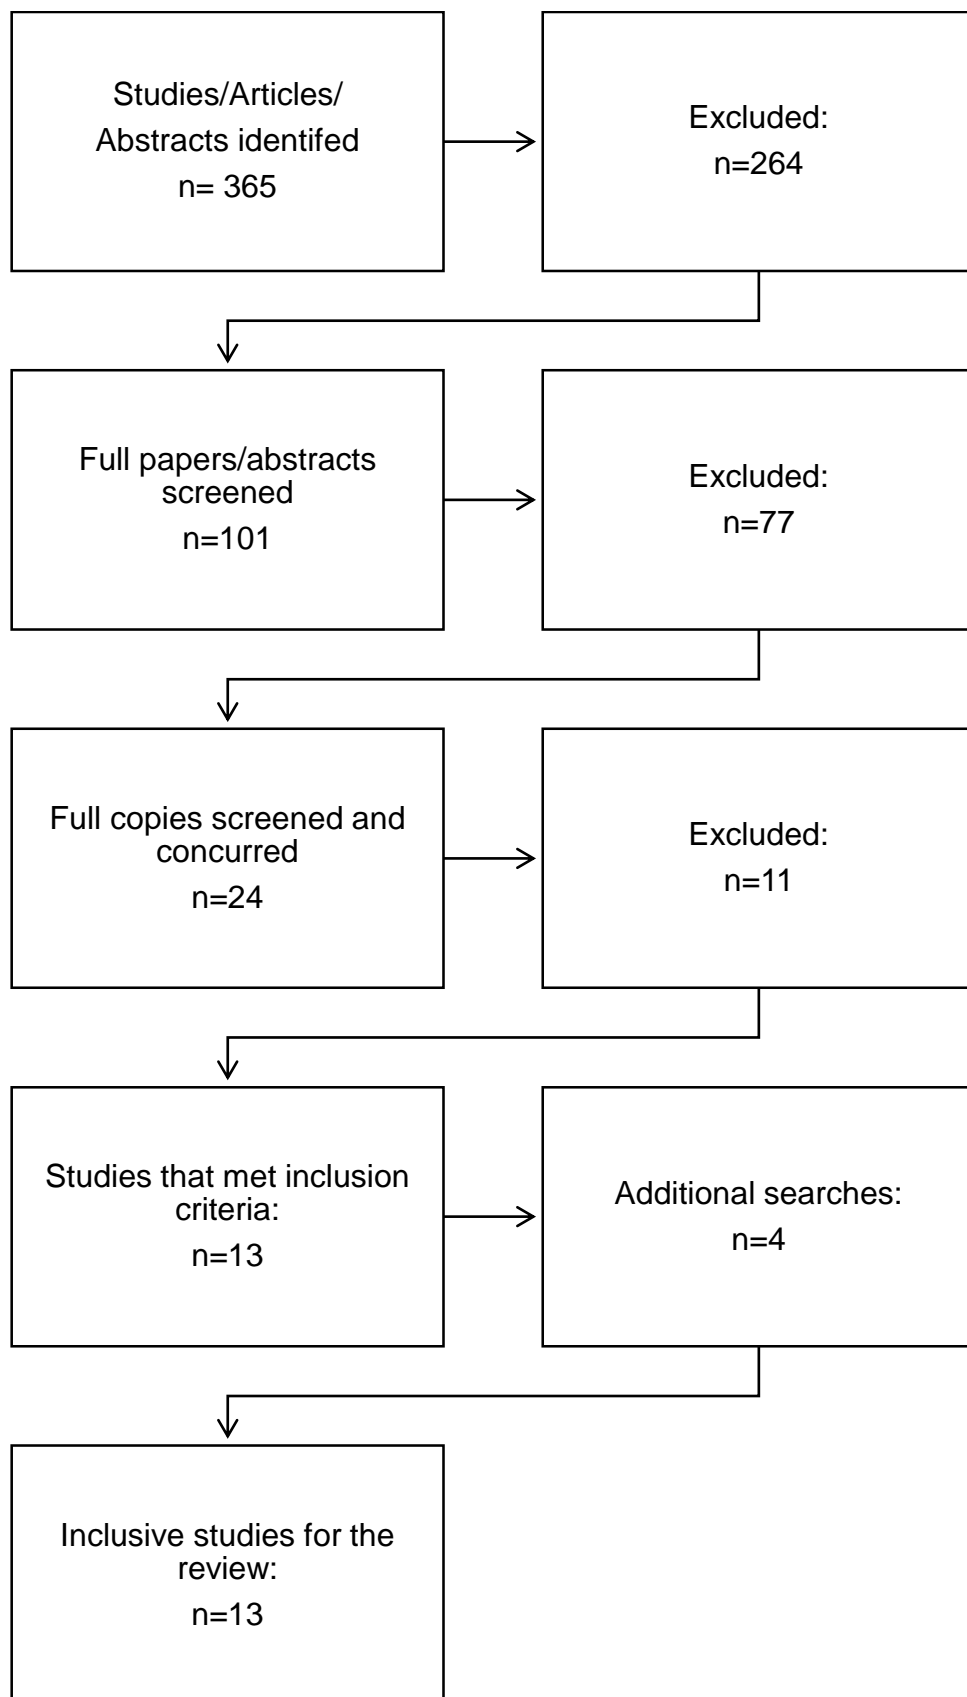 Studies/Articles/
Abstracts identifed
n= 365
Excluded:
n=264
Full papers/abstracts
screened
n=101
Excluded:
n=77
Full copies screened and
concurred
n=24
Excluded:
n=11
Studies that met inclusion
criteria:
n=13
Additional searches:
n=4
Inclusive studies for the
review:
n=13